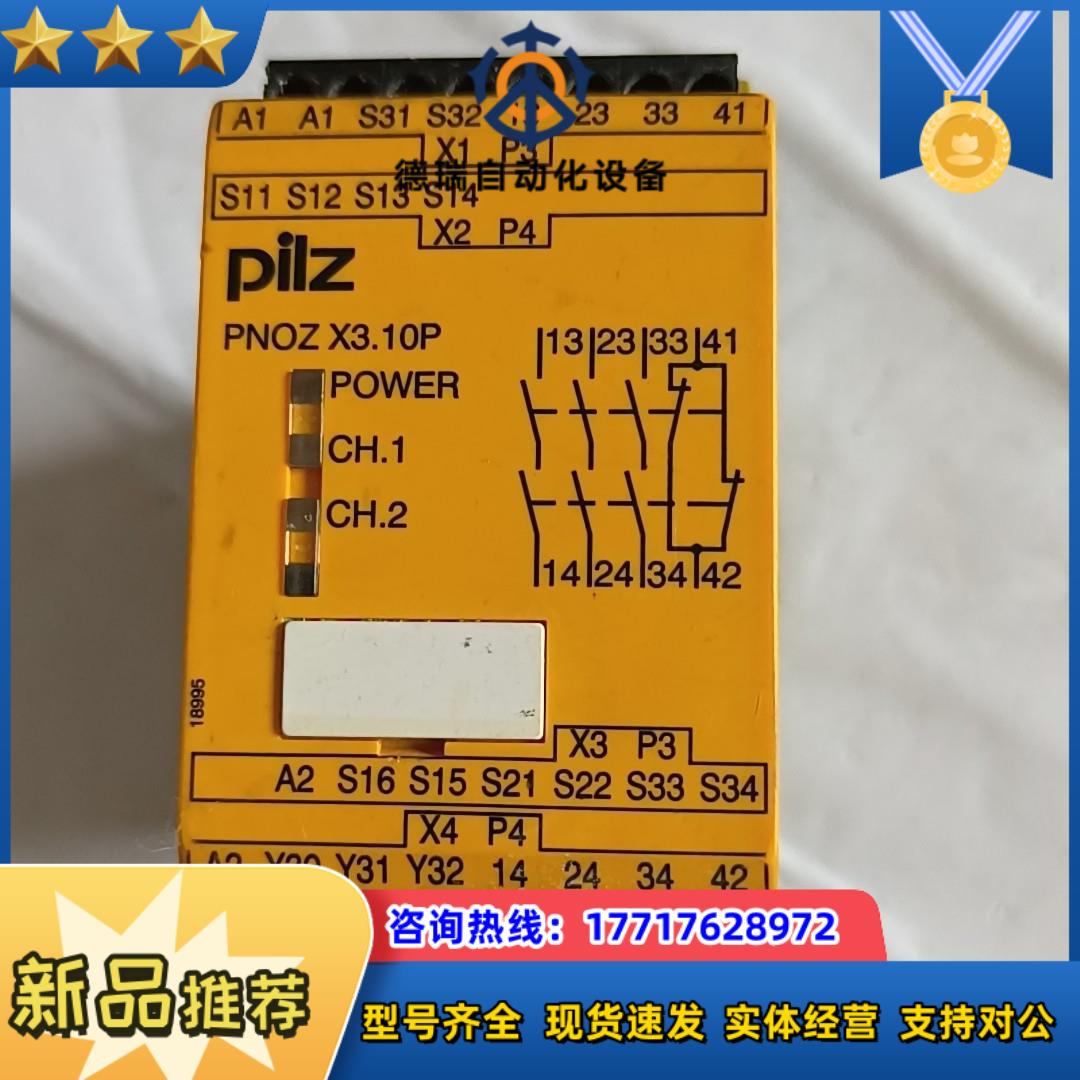 A1 A1 S31 S32 13 23 33 41
X1 P3
德瑞自动化设备
S11 S12 S13 S14
X2 P4
pilz
PNOZ X3.10P
13 23 33 41
POWER
CH.1
CH.2
14 24 34 42
18995
X3 P3
A2 S16 S15 S21 S22 S33 S34
X4 P4
A2 Y30 Y31 Y32 14 24 34 42
咨询热线：17717628972
新品推荐
型号齐全 现货速发 实体经营 支持对公